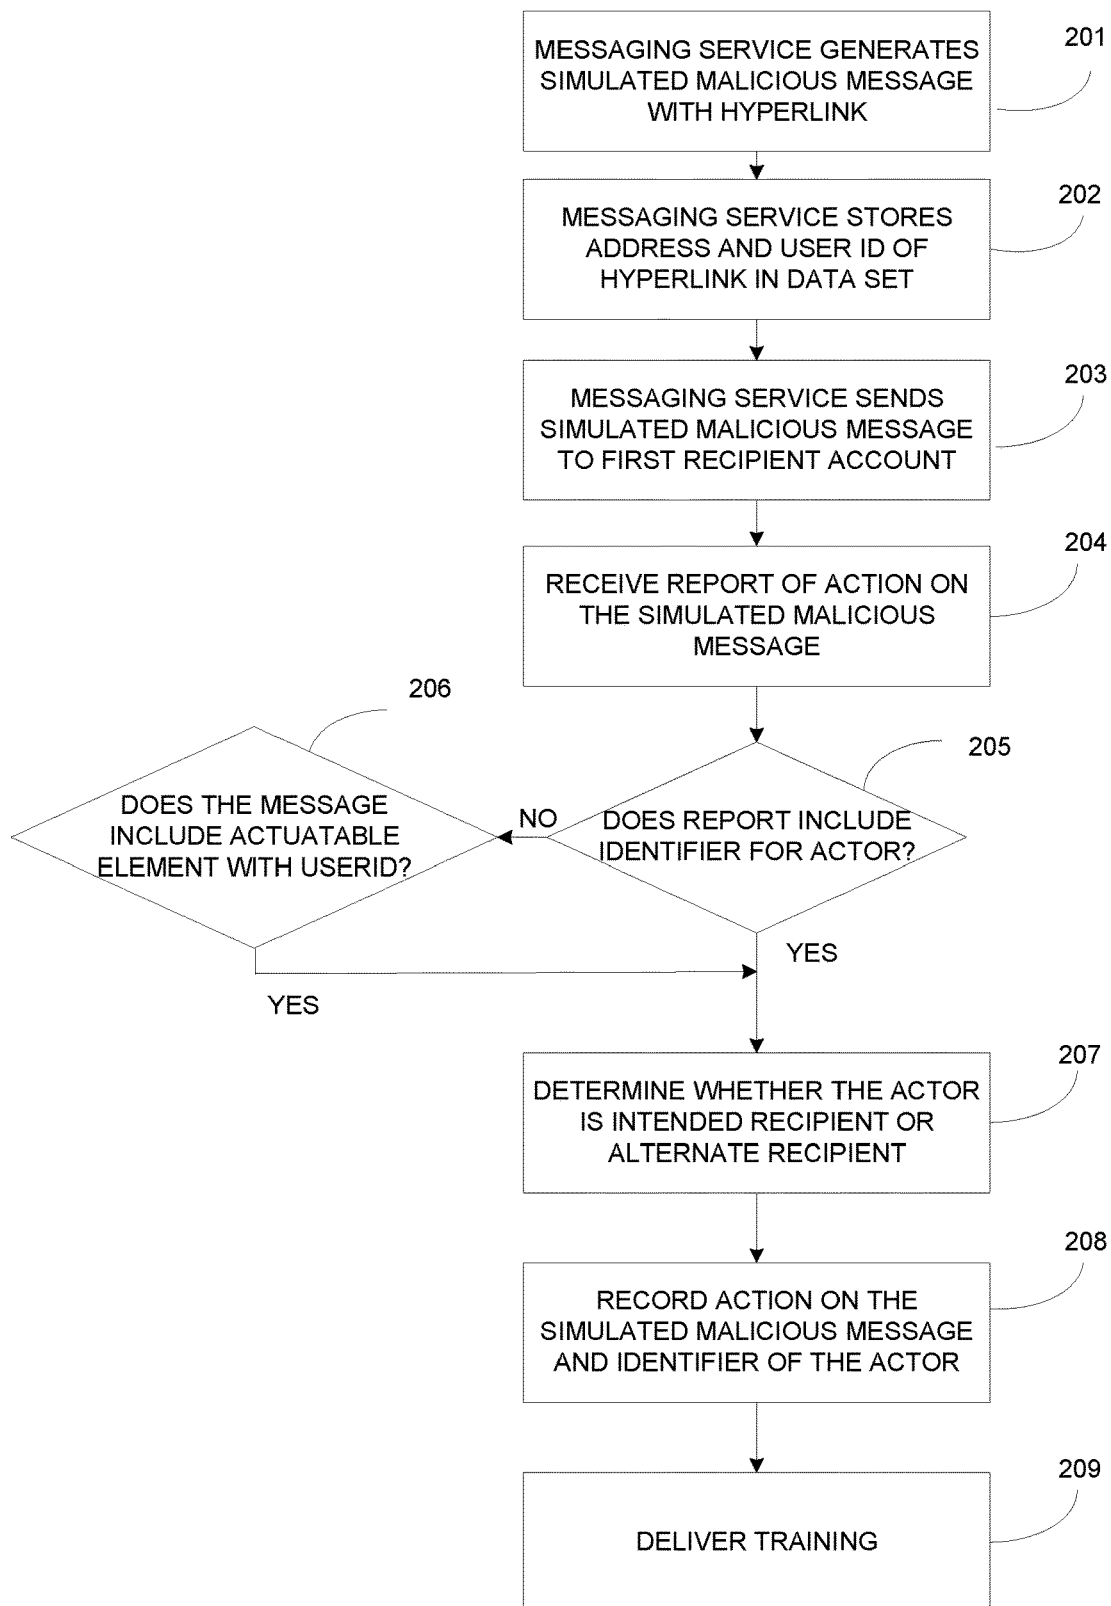 MESSAGING SERVICE GENERATES
SIMULATED MALICIOUS MESSAGE
WITH HYPERLINK
201
MESSAGING SERVICE STORES
ADDRESS AND USER ID OF
HYPERLINK IN DATA SET
202
MESSAGING SERVICE SENDS
SIMULATED MALICIOUS MESSAGE
TO FIRST RECIPIENT ACCOUNT
203
RECEIVE REPORT OF ACTION ON
THE SIMULATED MALICIOUS
MESSAGE
204
DOES REPORT INCLUDE
IDENTIFIER FOR ACTOR?
205
NO
YES
DOES THE MESSAGE
INCLUDE ACTUATABLE
ELEMENT WITH USERID?
206
YES
DETERMINE WHETHER THE ACTOR
IS INTENDED RECIPIENT OR
ALTERNATE RECIPIENT
207
RECORD ACTION ON THE
SIMULATED MALICIOUS MESSAGE
AND IDENTIFIER OF THE ACTOR
208
DELIVER TRAINING
209